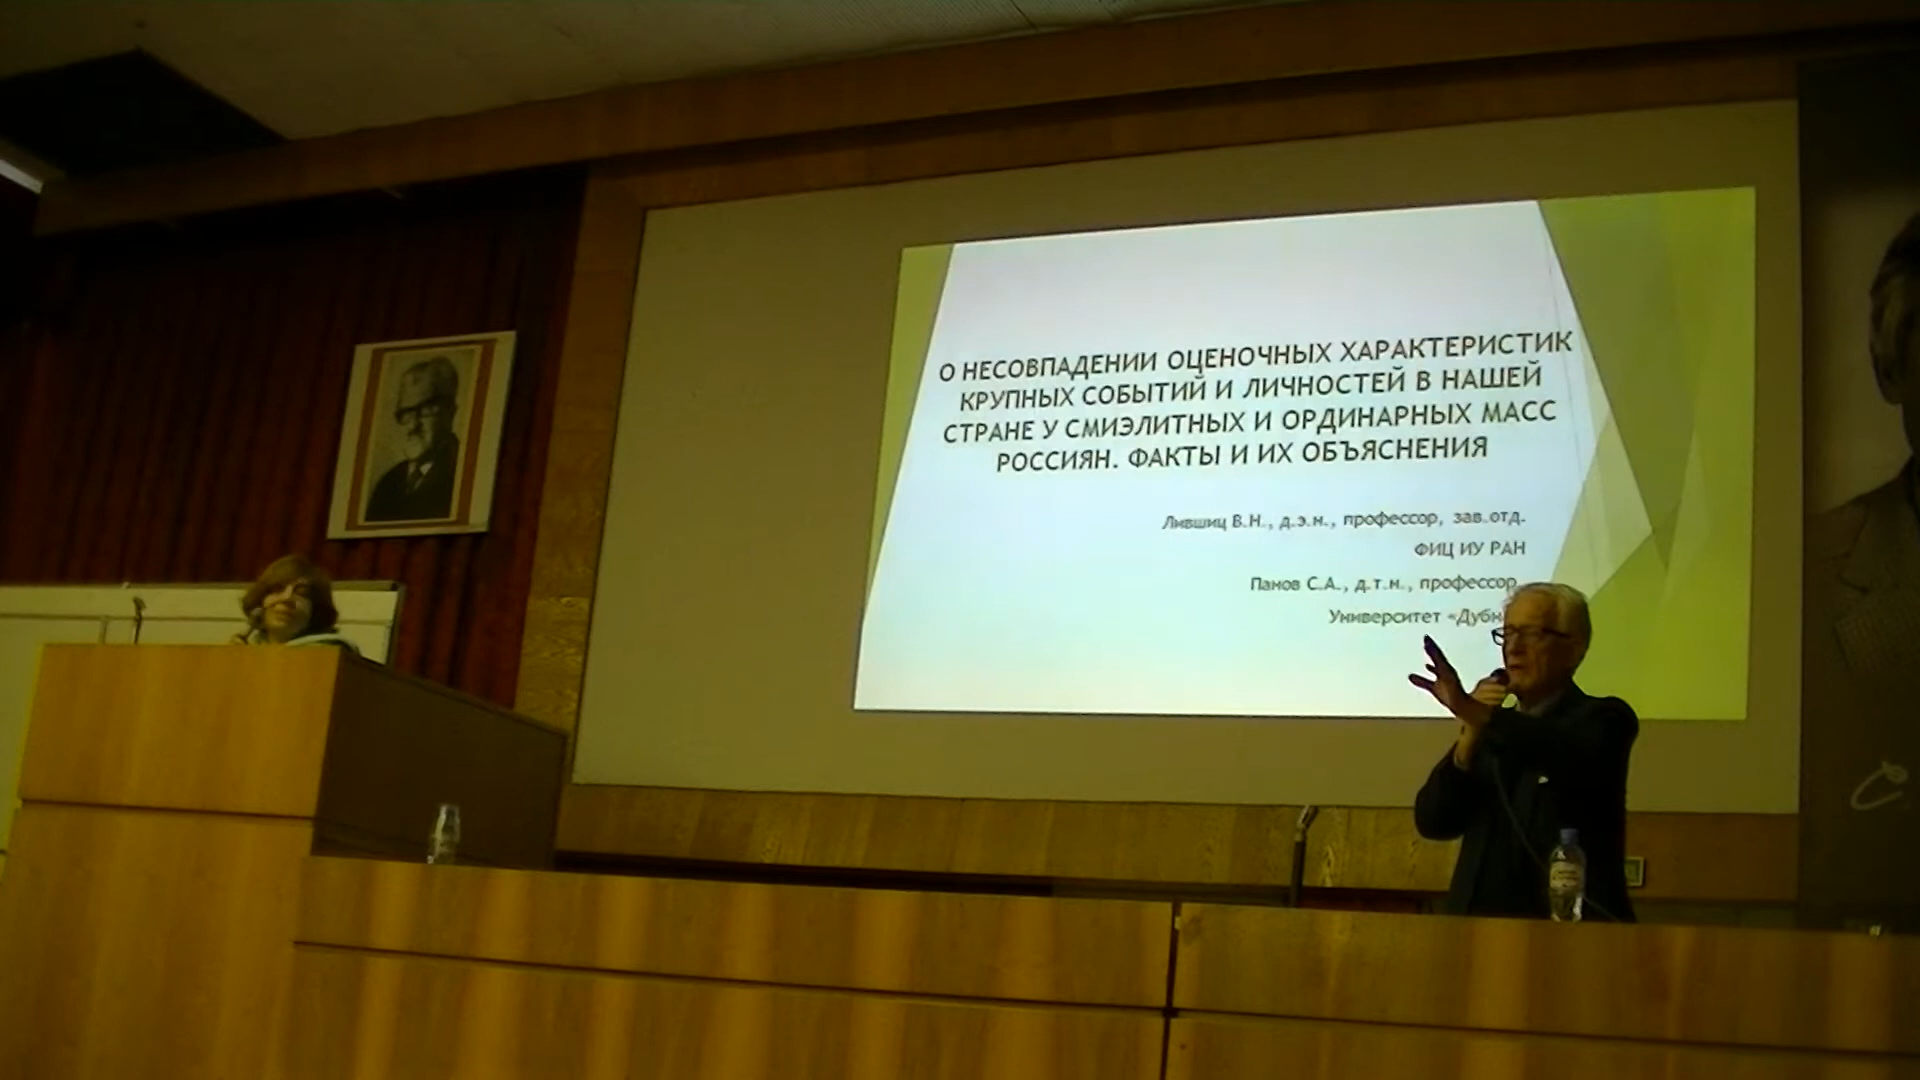 О НЕСОВПАДЕНИИ ОЦЕНОЧНЫХ ХАРАКТЕРИСТИК
КРУПНЫХ СОБЫТИЙ И ЛИЧНОСТЕЙ В НАШЕЙ
СТРАНЕ У СМИЭЛИТНЫХ И ОРДИНАРНЫХ МАСС
РОССИЯН. ФАКТЫ И ИХ ОБЪЯСНЕНИЯ
Лившиц В.Н., д.э.н., профессор, зав.отд.
ФИЦ ИУ РАН
Панов С.А., д.т.н., профессор
Университет «Дубн